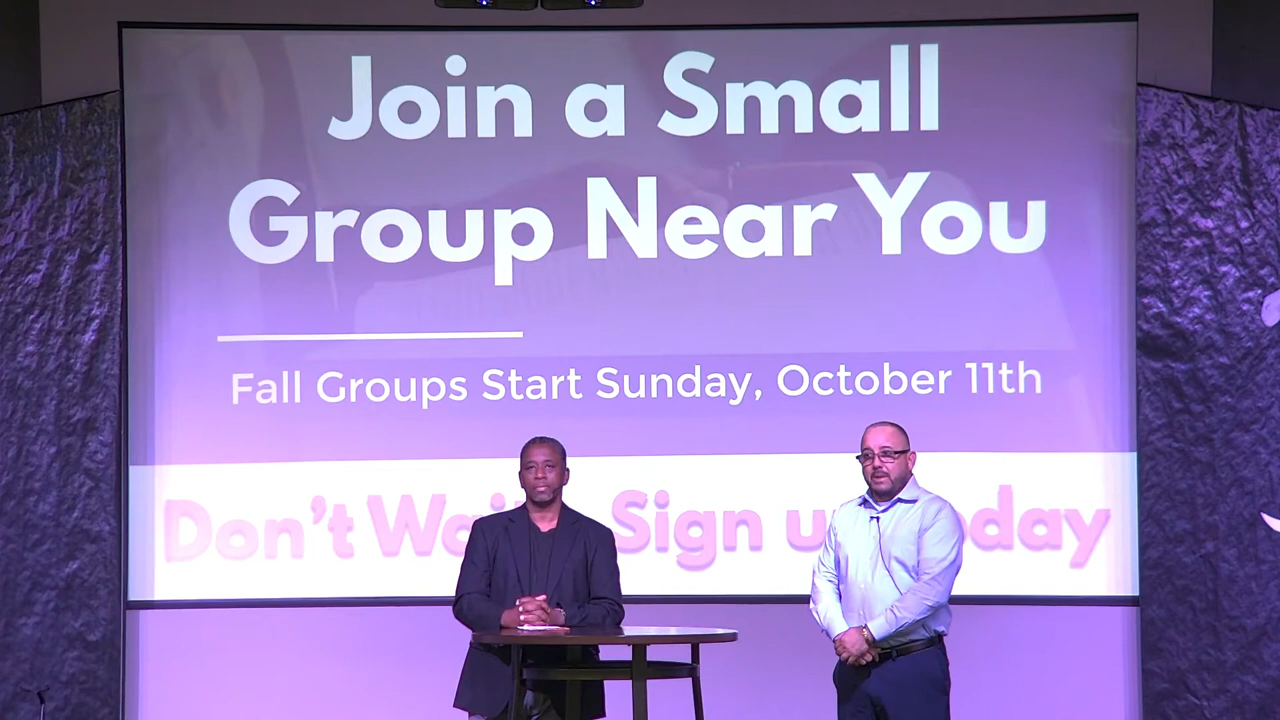 Join a Small
Group Near You
Fall Groups Start Sunday, October 11th
Don't Sign